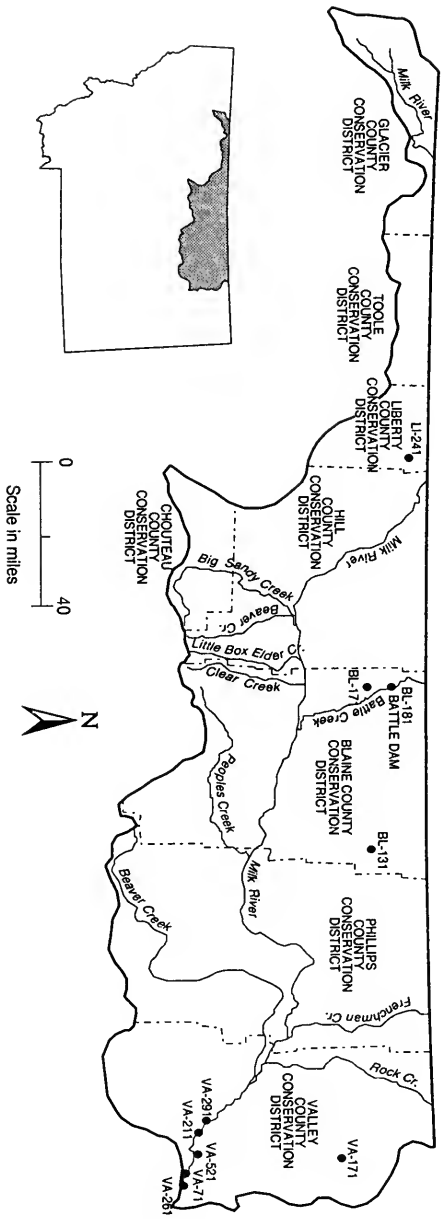 Milk River
GLACIER
COUNTY
CONSERVATION
DISTRICT
TOOLE
COUNTY
CONSERVATION
DISTRICT
LIBERTY
COUNTY
CONSERVATION
DISTRICT
LI-241
HILL
COUNTY
CONSERVATION
DISTRICT
Milk River
CHOUTEAU
COUNTY
CONSERVATION
DISTRICT
Big Sandy Creek
Beaver Cr.
Little Box Elder Cr.
Clear Creek
BL-181
BATTLE DAM
BL-17
Battle Creek
BLAINE COUNTY
CONSERVATION
DISTRICT
BL-131
Peoples Creek
Milk River
Beaver Creek
PHILLIPS
COUNTY
CONSERVATION
DISTRICT
Frenchman Cr.
Rock Cr.
VALLEY
COUNTY
CONSERVATION
DISTRICT
VA-171
VA-291
VA-211
VA-521
VA-71
VA-261
0
40
Scale in miles
N